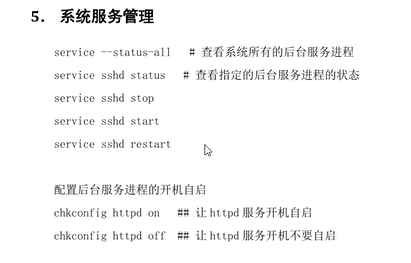 5. 系统服务管理
service --status-all  # 查看系统所有的后台服务进程
service sshd status  # 查看指定的后台服务进程的状态
service sshd stop
service sshd start
service sshd restart
配置后台服务进程的开机自启
chkconfig httpd on  ## 让 httpd 服务开机自启
chkconfig httpd off  ## 让 httpd 服务开机不要自启